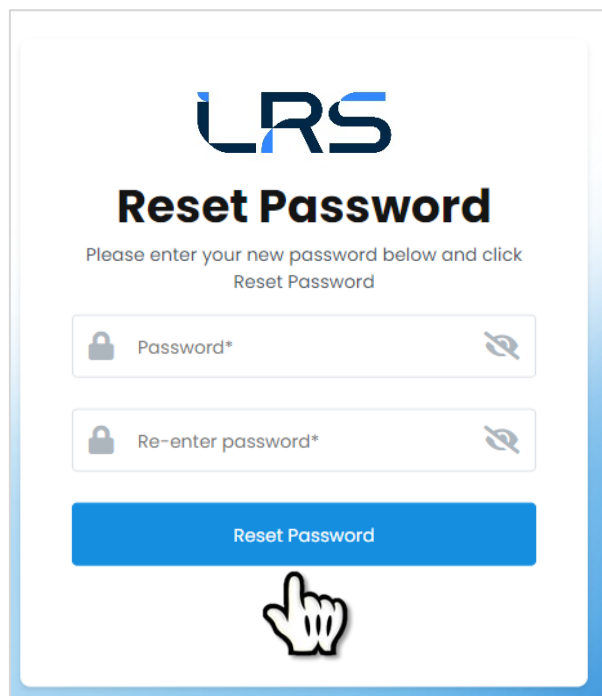 LRS
Reset Password
Please enter your new password below and click
Reset Password
Password*
Re-enter password*
Reset Password